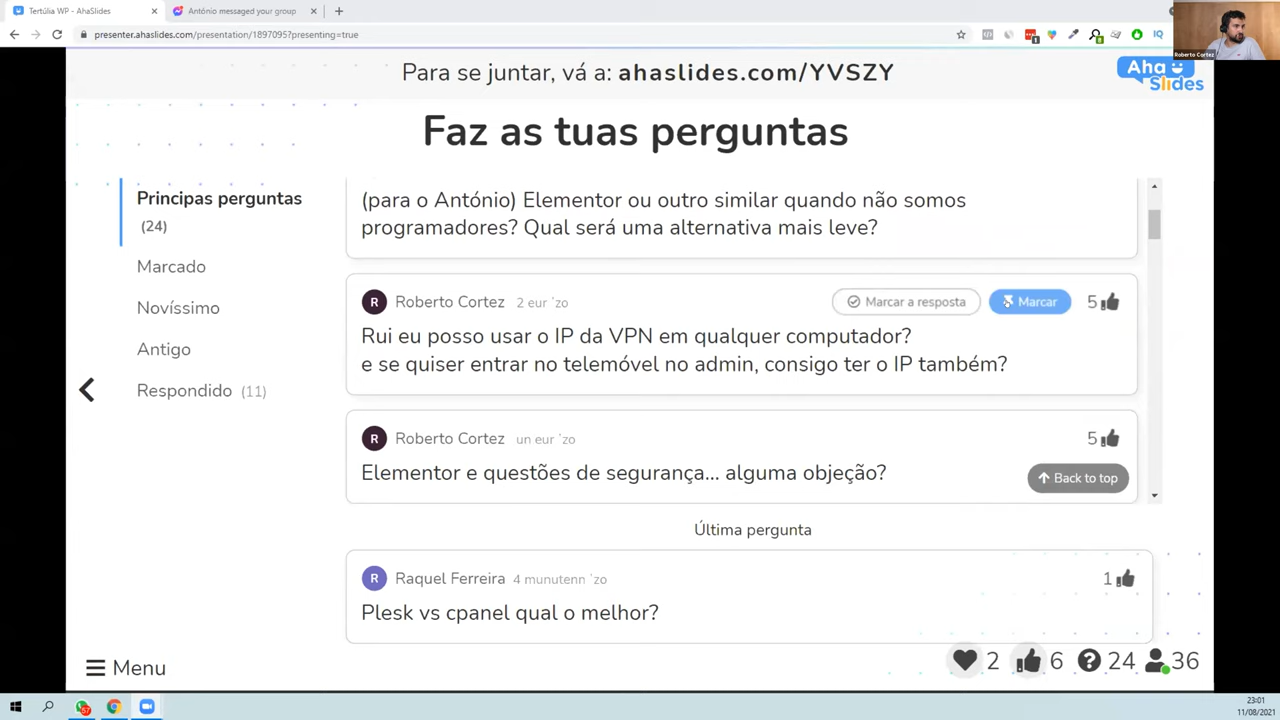 Tertúlia WP - AhaSlides
António messaged your group
presenter.ahaslides.com/presentation/1897095?presenting=true
Roberto Cortez
Para se juntar, vá a: ahaslides.com/YVSZY
Aha
Slides
Faz as tuas perguntas
Principas perguntas
(24)
Marcado
Novíssimo
Antigo
Respondido (11)
(para o António) Elementor ou outro similar quando não somos
programadores? Qual será uma alternativa mais leve?
R Roberto Cortez 2 eur ʻzo Marcar a resposta Marcar 5
Rui eu posso usar o IP da VPN em qualquer computador?
e se quiser entrar no telemóvel no admin, consigo ter o IP também?
R Roberto Cortez un eur ʻzo 5
Elementor e questões de segurança... alguma objeção?
Back to top
Última pergunta
R Raquel Ferreira 4 munutenn ʻzo 1
Plesk vs cpanel qual o melhor?
Menu
2 6 24 36
23:01
11/08/2021